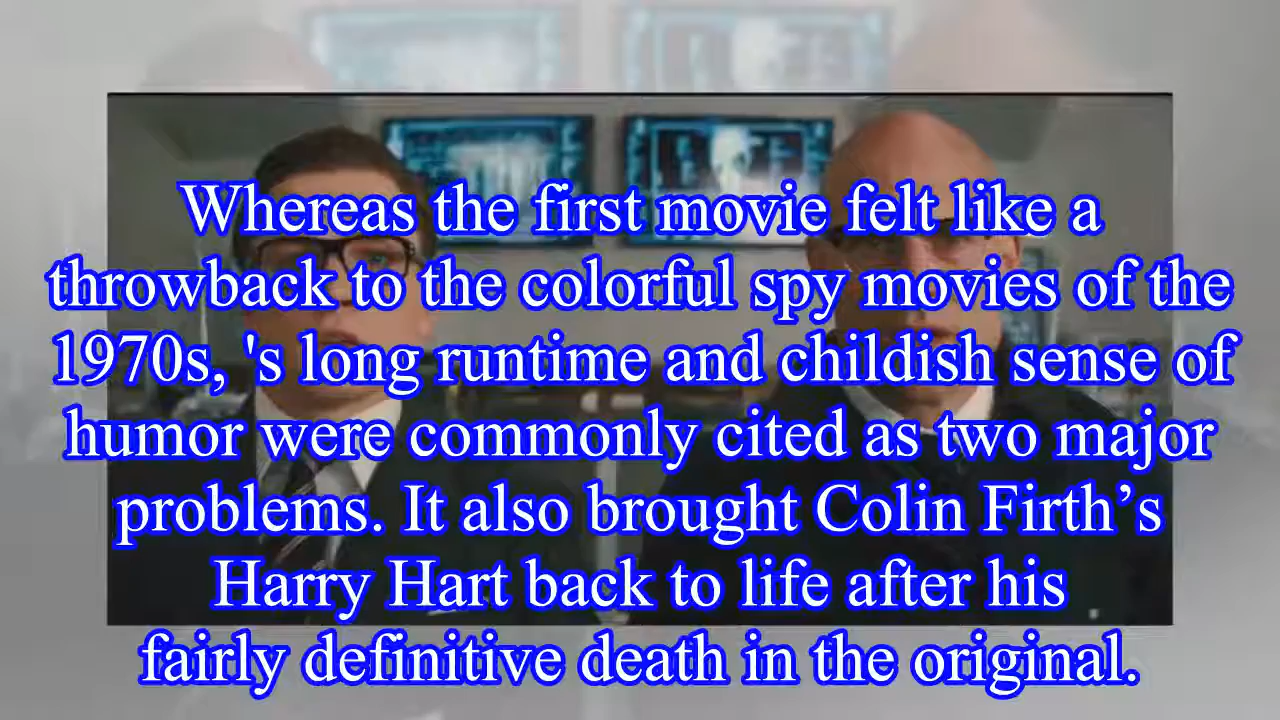 Whereas the first movie felt like a
throwback to the colorful spy movies of the
1970s, 's long runtime and childish sense of
humor were commonly cited as two major
problems. It also brought Colin Firth’s
Harry Hart back to life after his
fairly definitive death in the original.